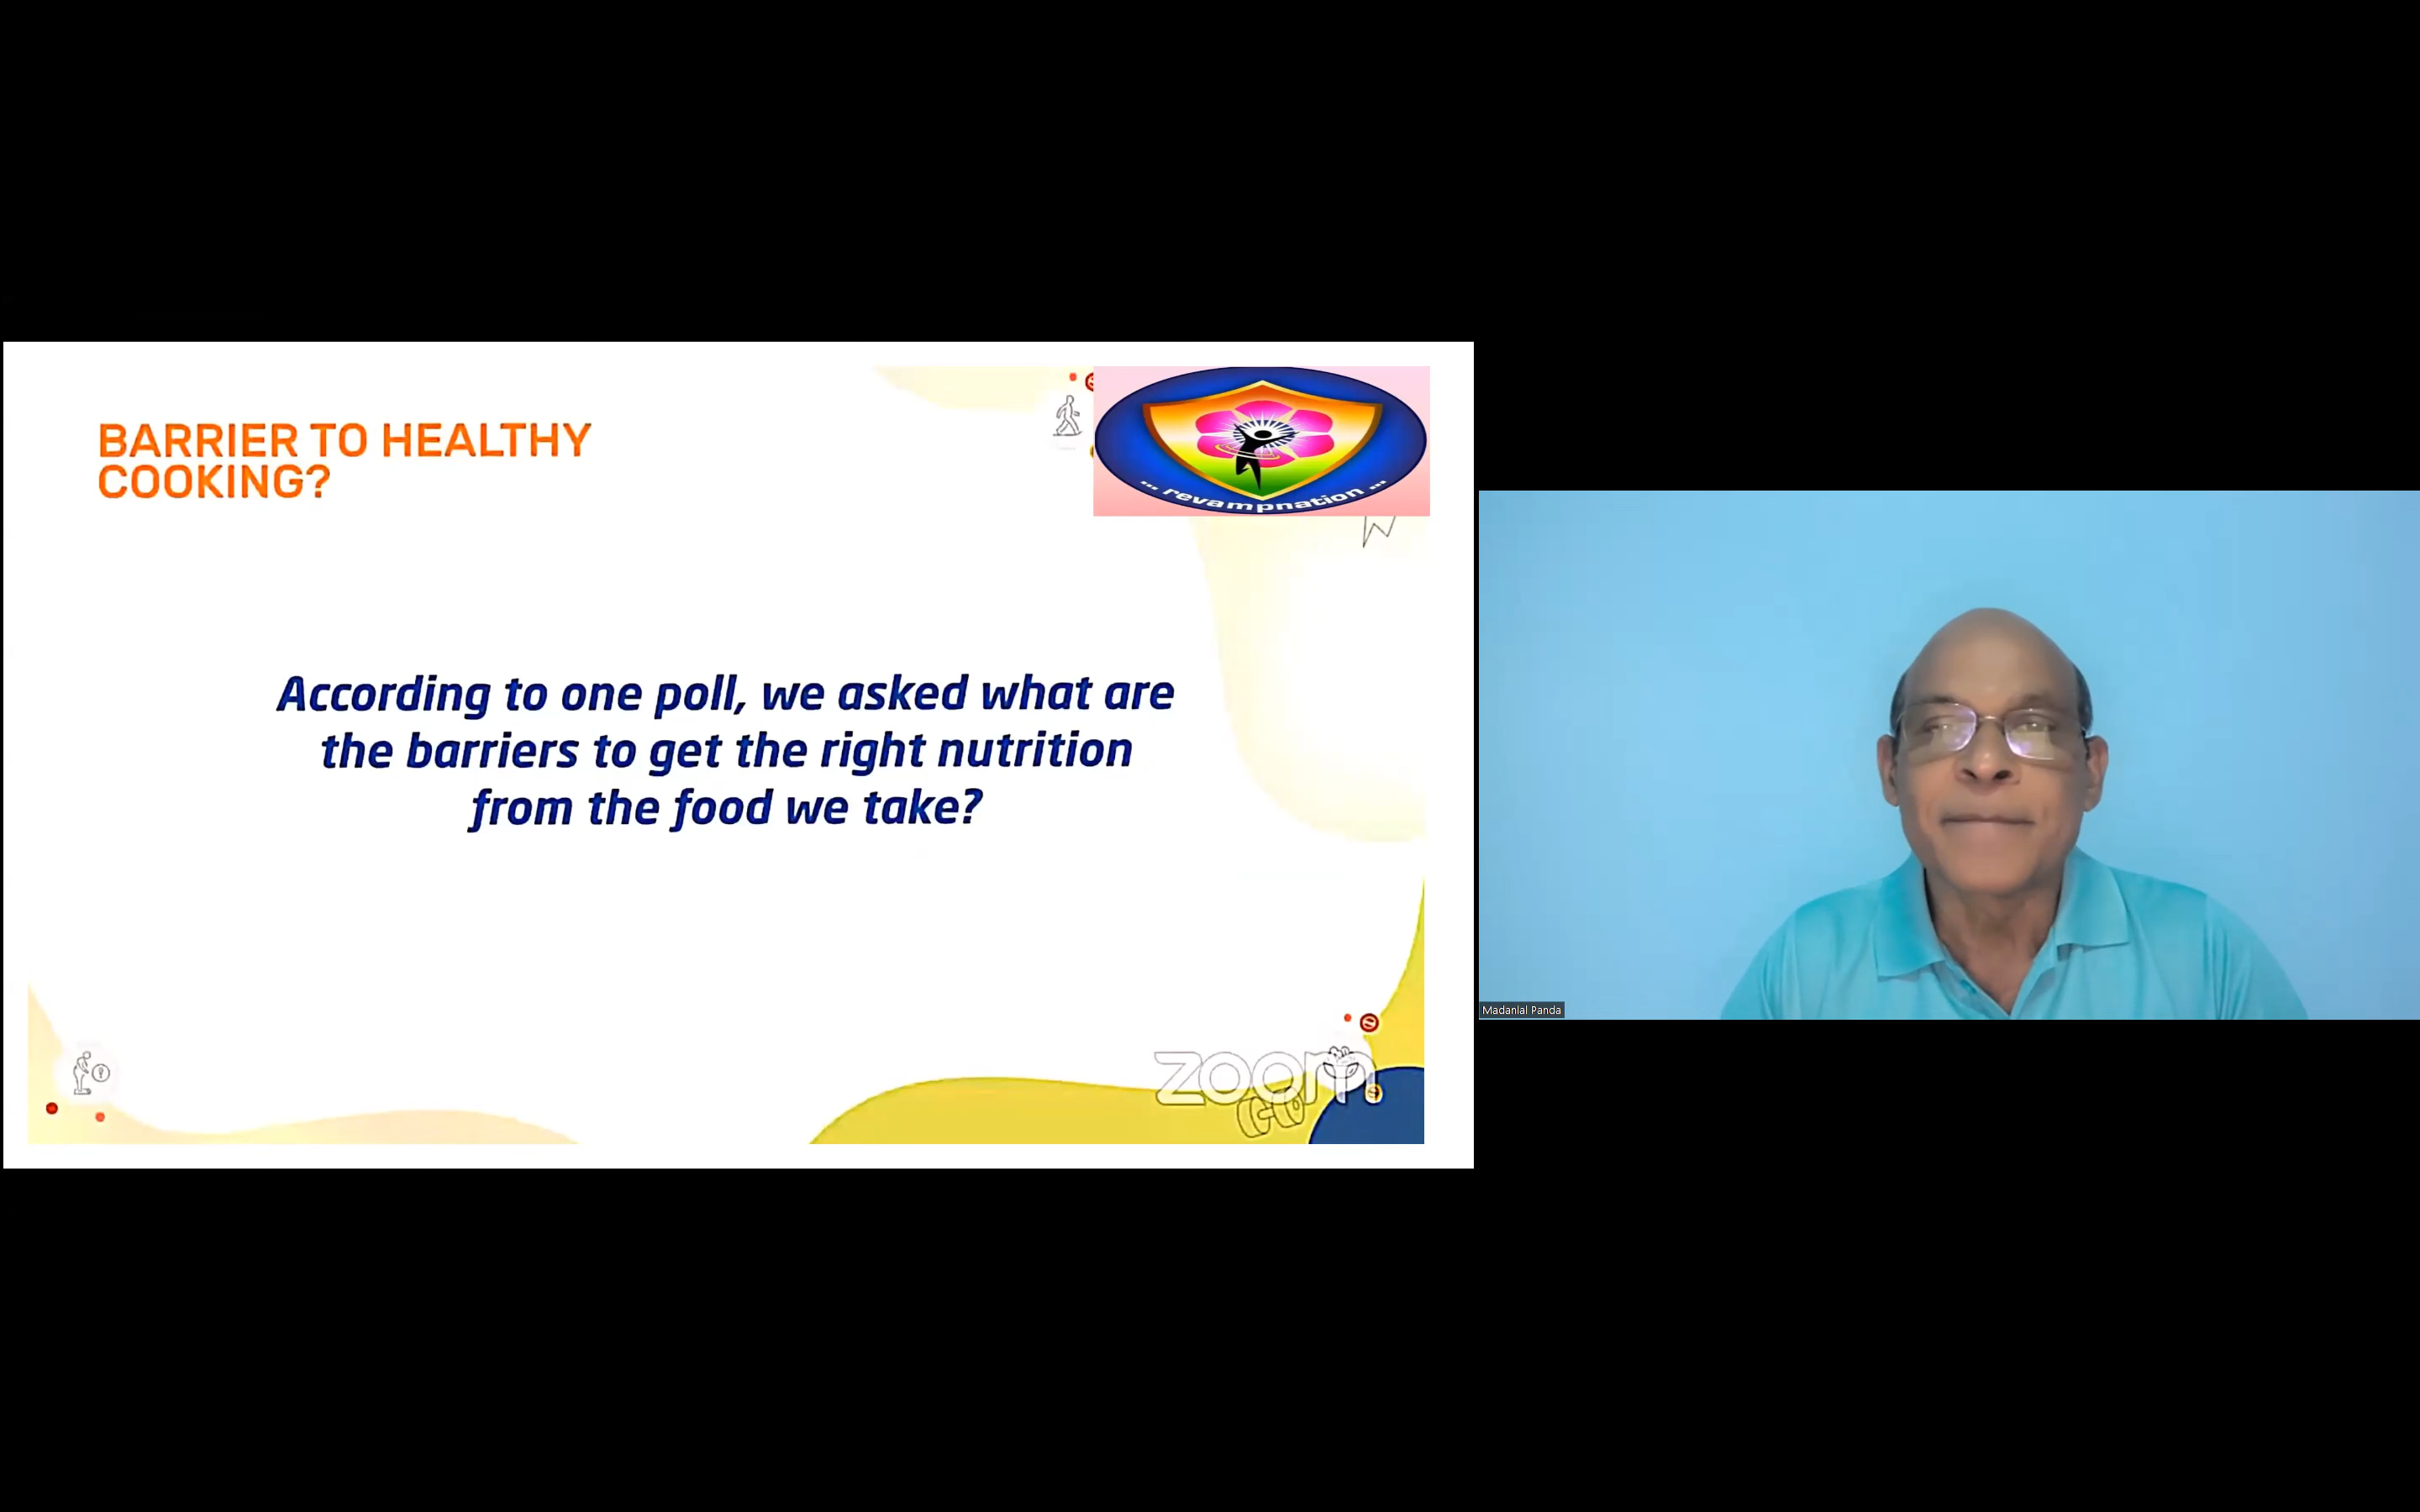 BARRIER TO HEALTHY
COOKING?
... revampnation ...
According to one poll, we asked what are
the barriers to get the right nutrition
from the food we take?
zoom
Madanlal Panda